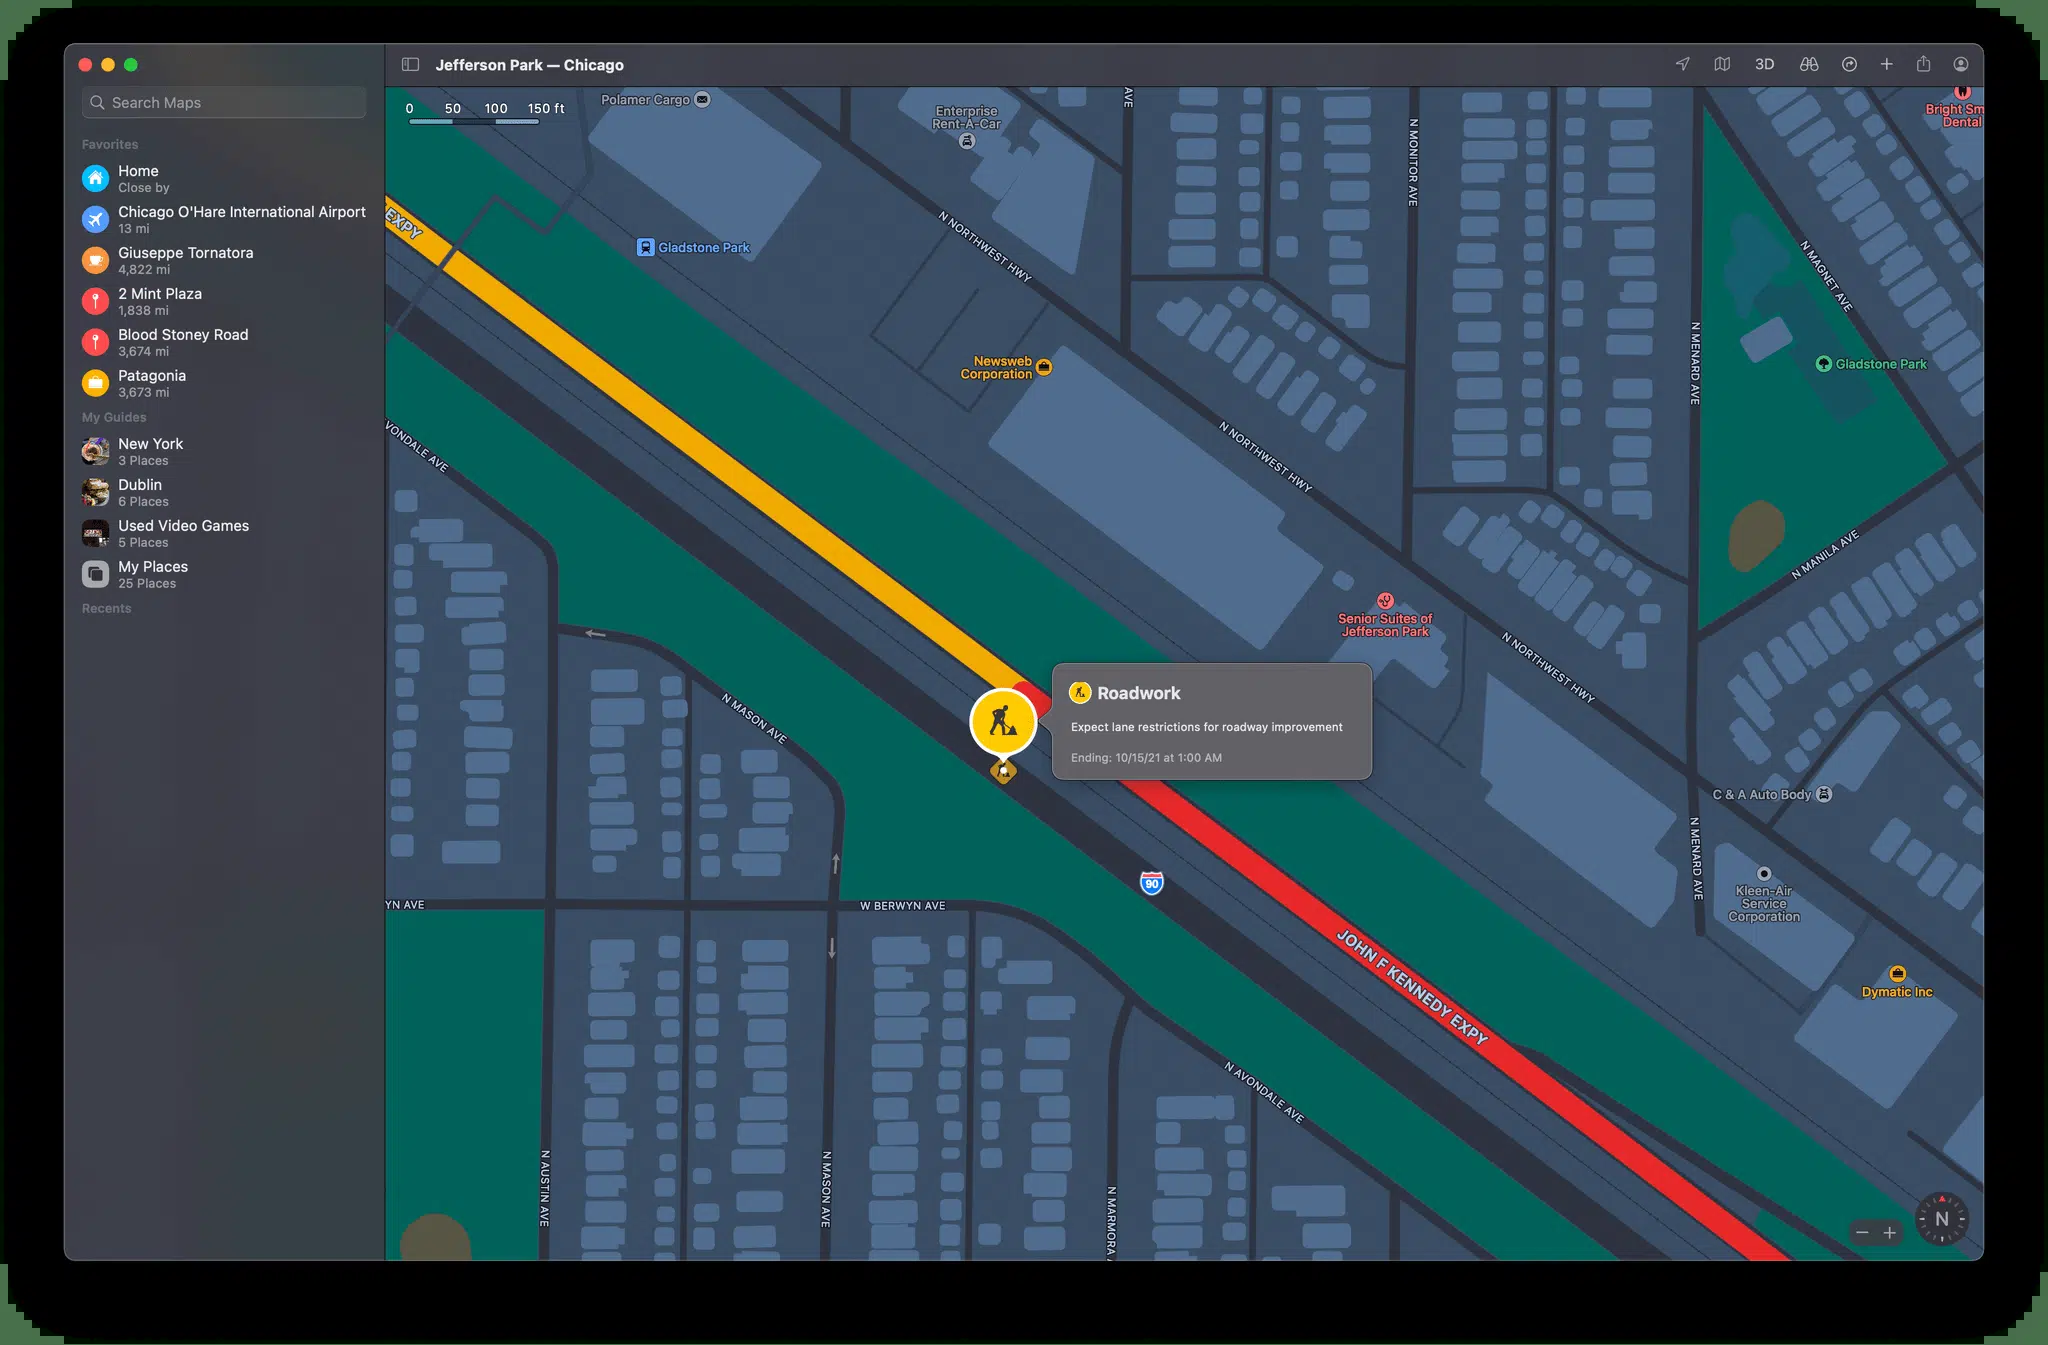 Jefferson Park — Chicago
3D
Search Maps
Favorites
Home
Close by
Chicago O'Hare International Airport
13 mi
Giuseppe Tornatora
4,822 mi
2 Mint Plaza
1,838 mi
Blood Stoney Road
3,674 mi
Patagonia
3,673 mi
My Guides
New York
3 Places
Dublin
6 Places
Used Video Games
5 Places
My Places
25 Places
Recents
0 50 100 150 ft
Polamer Cargo
Enterprise
Rent-A-Car
AVE
N MONITOR AVE
Bright Sm
Dental
EXPY
Gladstone Park
N NORTHWEST HWY
N MAGNET AVE
Newsweb
Corporation
N MENARD AVE
Gladstone Park
VONDALE AVE
N NORTHWEST HWY
N MANILA AVE
Senior Suites of
Jefferson Park
N NORTHWEST HWY
N MASON AVE
Roadwork
Expect lane restrictions for roadway improvement
Ending: 10/15/21 at 1:00 AM
C & A Auto Body
N MENARD AVE
90
Kleen-Air
Service
Corporation
YN AVE
W BERWYN AVE
JOHN F KENNEDY EXPY
Dymatic Inc
N AVONDALE AVE
N AUSTIN AVE
N MASON AVE
N MARMORA
N